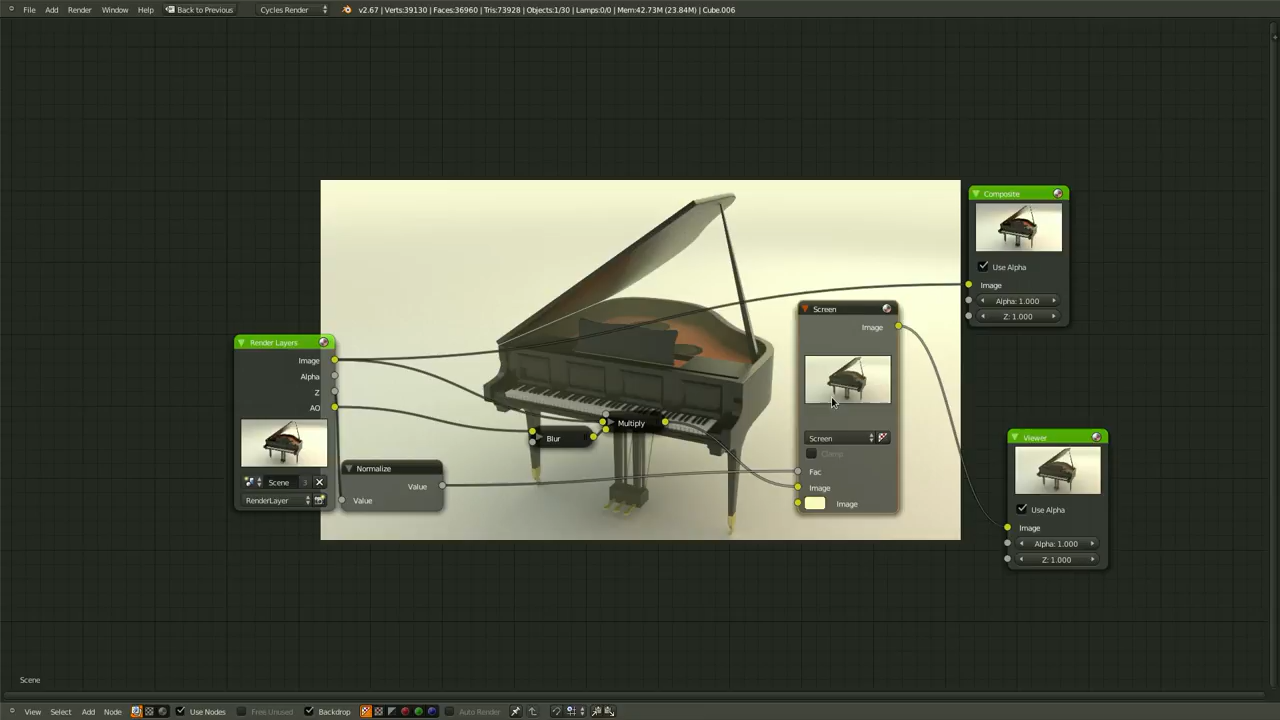 File Add Render Window Help Back to Previous Cycles Render v2.67 | Verts:39130 | Faces:36960 | Tris:73928 | Objects:1/30 | Lamps:0/0 | Mem:42.73M (23.84M) | Cube.006
Composite
Use Alpha
Image
Alpha: 1.000
Z: 1.000
Screen
Image
Screen
Clamp
Fac
Image
Image
Render Layers
Image
Alpha
Z
AO
Scene 3
RenderLayer
Normalize
Value
Value
Blur
Multiply
Viewer
Use Alpha
Image
Alpha: 1.000
Z: 1.000
Scene
View Select Add Node Use Nodes Free Unused Backdrop Auto Render